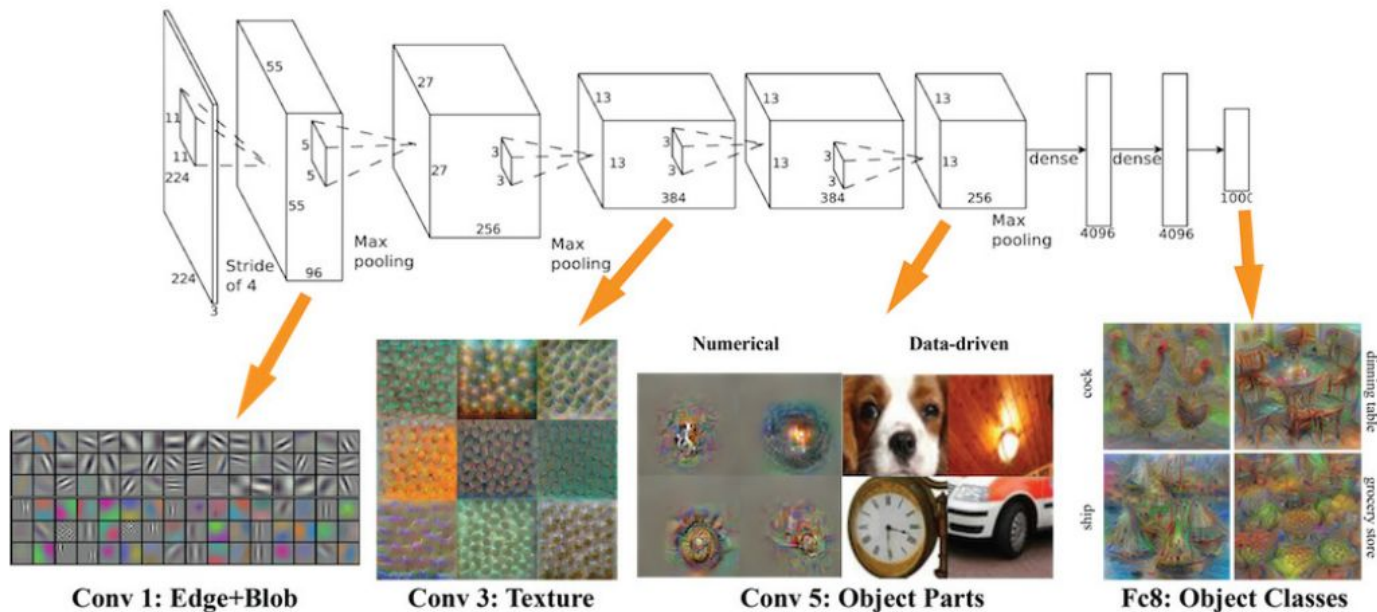 55
27
13
13
13
11
11
224
5
5
55
27
3
3
13
3
3
13
3
3
13
dense
dense
224
Stride
of 4
3
96
Max
pooling
256
Max
pooling
384
384
256
Max
pooling
4096
4096
1000
Numerical
Data-driven
cock
dinning table
ship
grocery store
Conv 1: Edge+Blob
Conv 3: Texture
Conv 5: Object Parts
Fc8: Object Classes